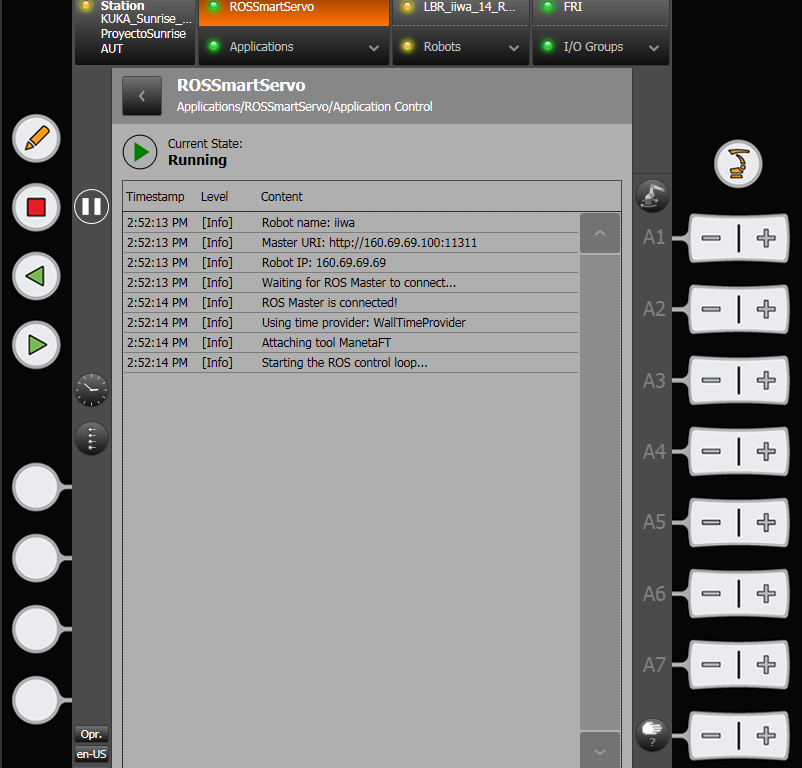 Station
KUKA_Sunrise_...
ProyectoSunrise
AUT
ROSSmartServo
Applications
LBR_iiwa_14_R...
Robots
FRI
I/O Groups
ROSSmartServo
Applications/ROSSmartServo/Application Control
Current State:
Running
Timestamp Level Content
2:52:13 PM [Info] Robot name: iiwa
2:52:13 PM [Info] Master URI: http://160.69.69.100:11311
2:52:13 PM [Info] Robot IP: 160.69.69.69
2:52:13 PM [Info] Waiting for ROS Master to connect...
2:52:14 PM [Info] ROS Master is connected!
2:52:14 PM [Info] Using time provider: WallTimeProvider
2:52:14 PM [Info] Attaching tool ManetaFT
2:52:14 PM [Info] Starting the ROS control loop...
A1
A2
A3
A4
A5
A6
A7
?
Opr.
en-US